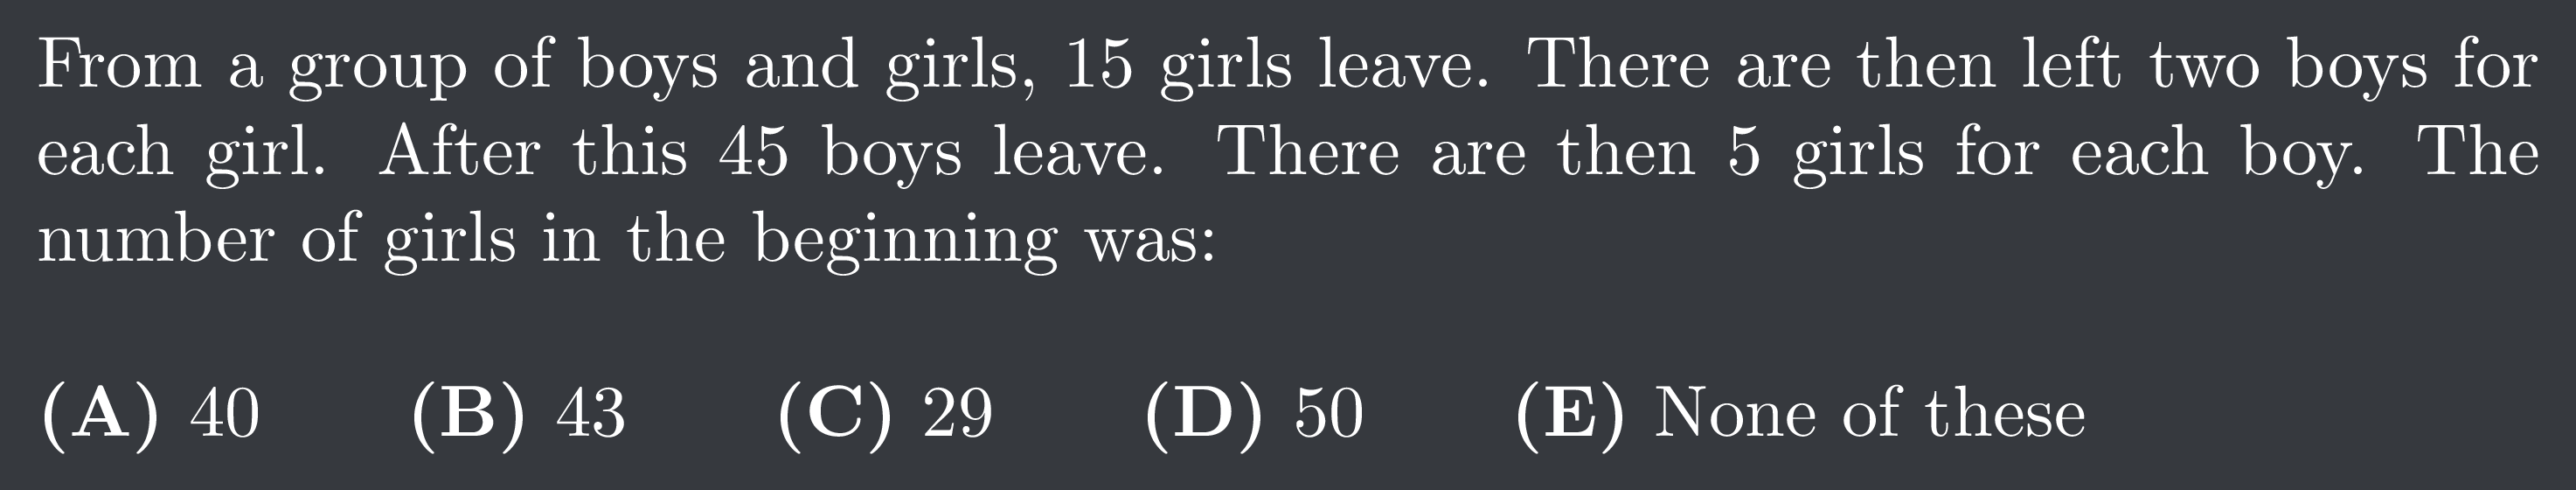 From a group of boys and girls, 15 girls leave. There are then left two boys for
each girl. After this 45 boys leave. There are then 5 girls for each boy. The
number of girls in the beginning was:
(A) 40 (B) 43 (C) 29 (D) 50 (E) None of these